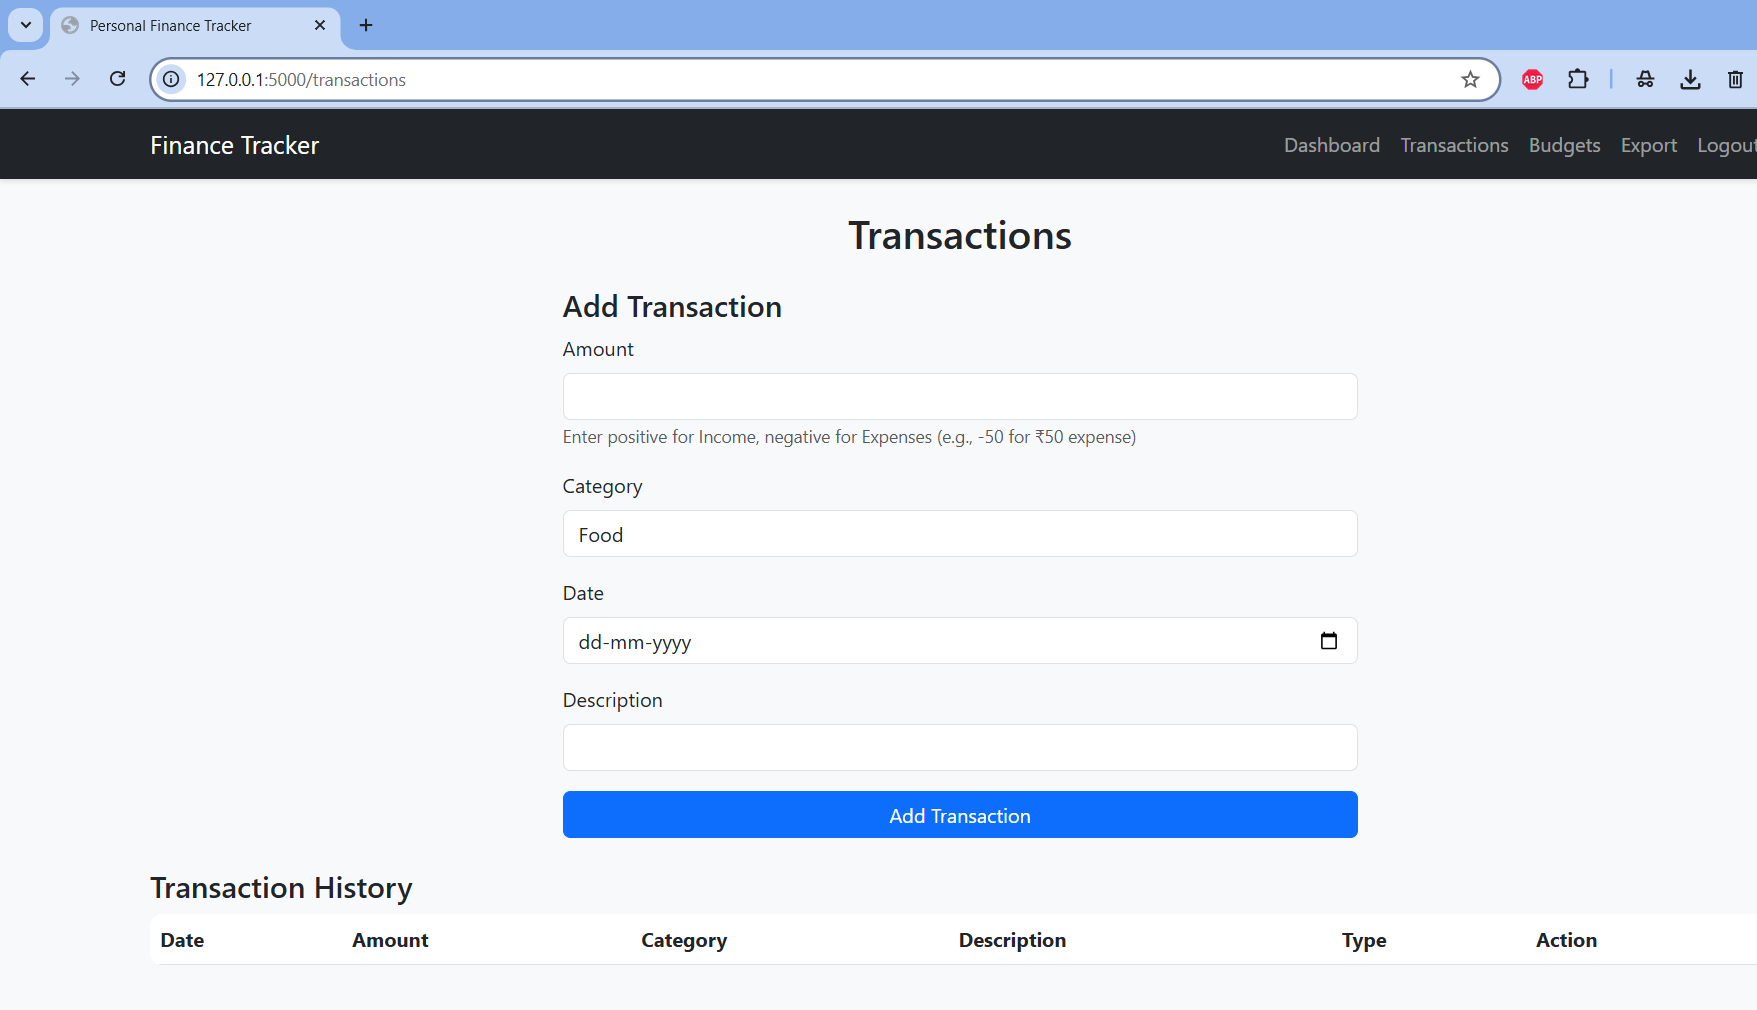 Personal Finance Tracker
127.0.0.1:5000/transactions
ABP
Finance Tracker Dashboard Transactions Budgets Export Logout
Transactions
Add Transaction
Amount
Enter positive for Income, negative for Expenses (e.g., -50 for ₹50 expense)
Category
Food
Date
dd-mm-yyyy
Description
Add Transaction
Transaction History
Date Amount Category Description Type Action